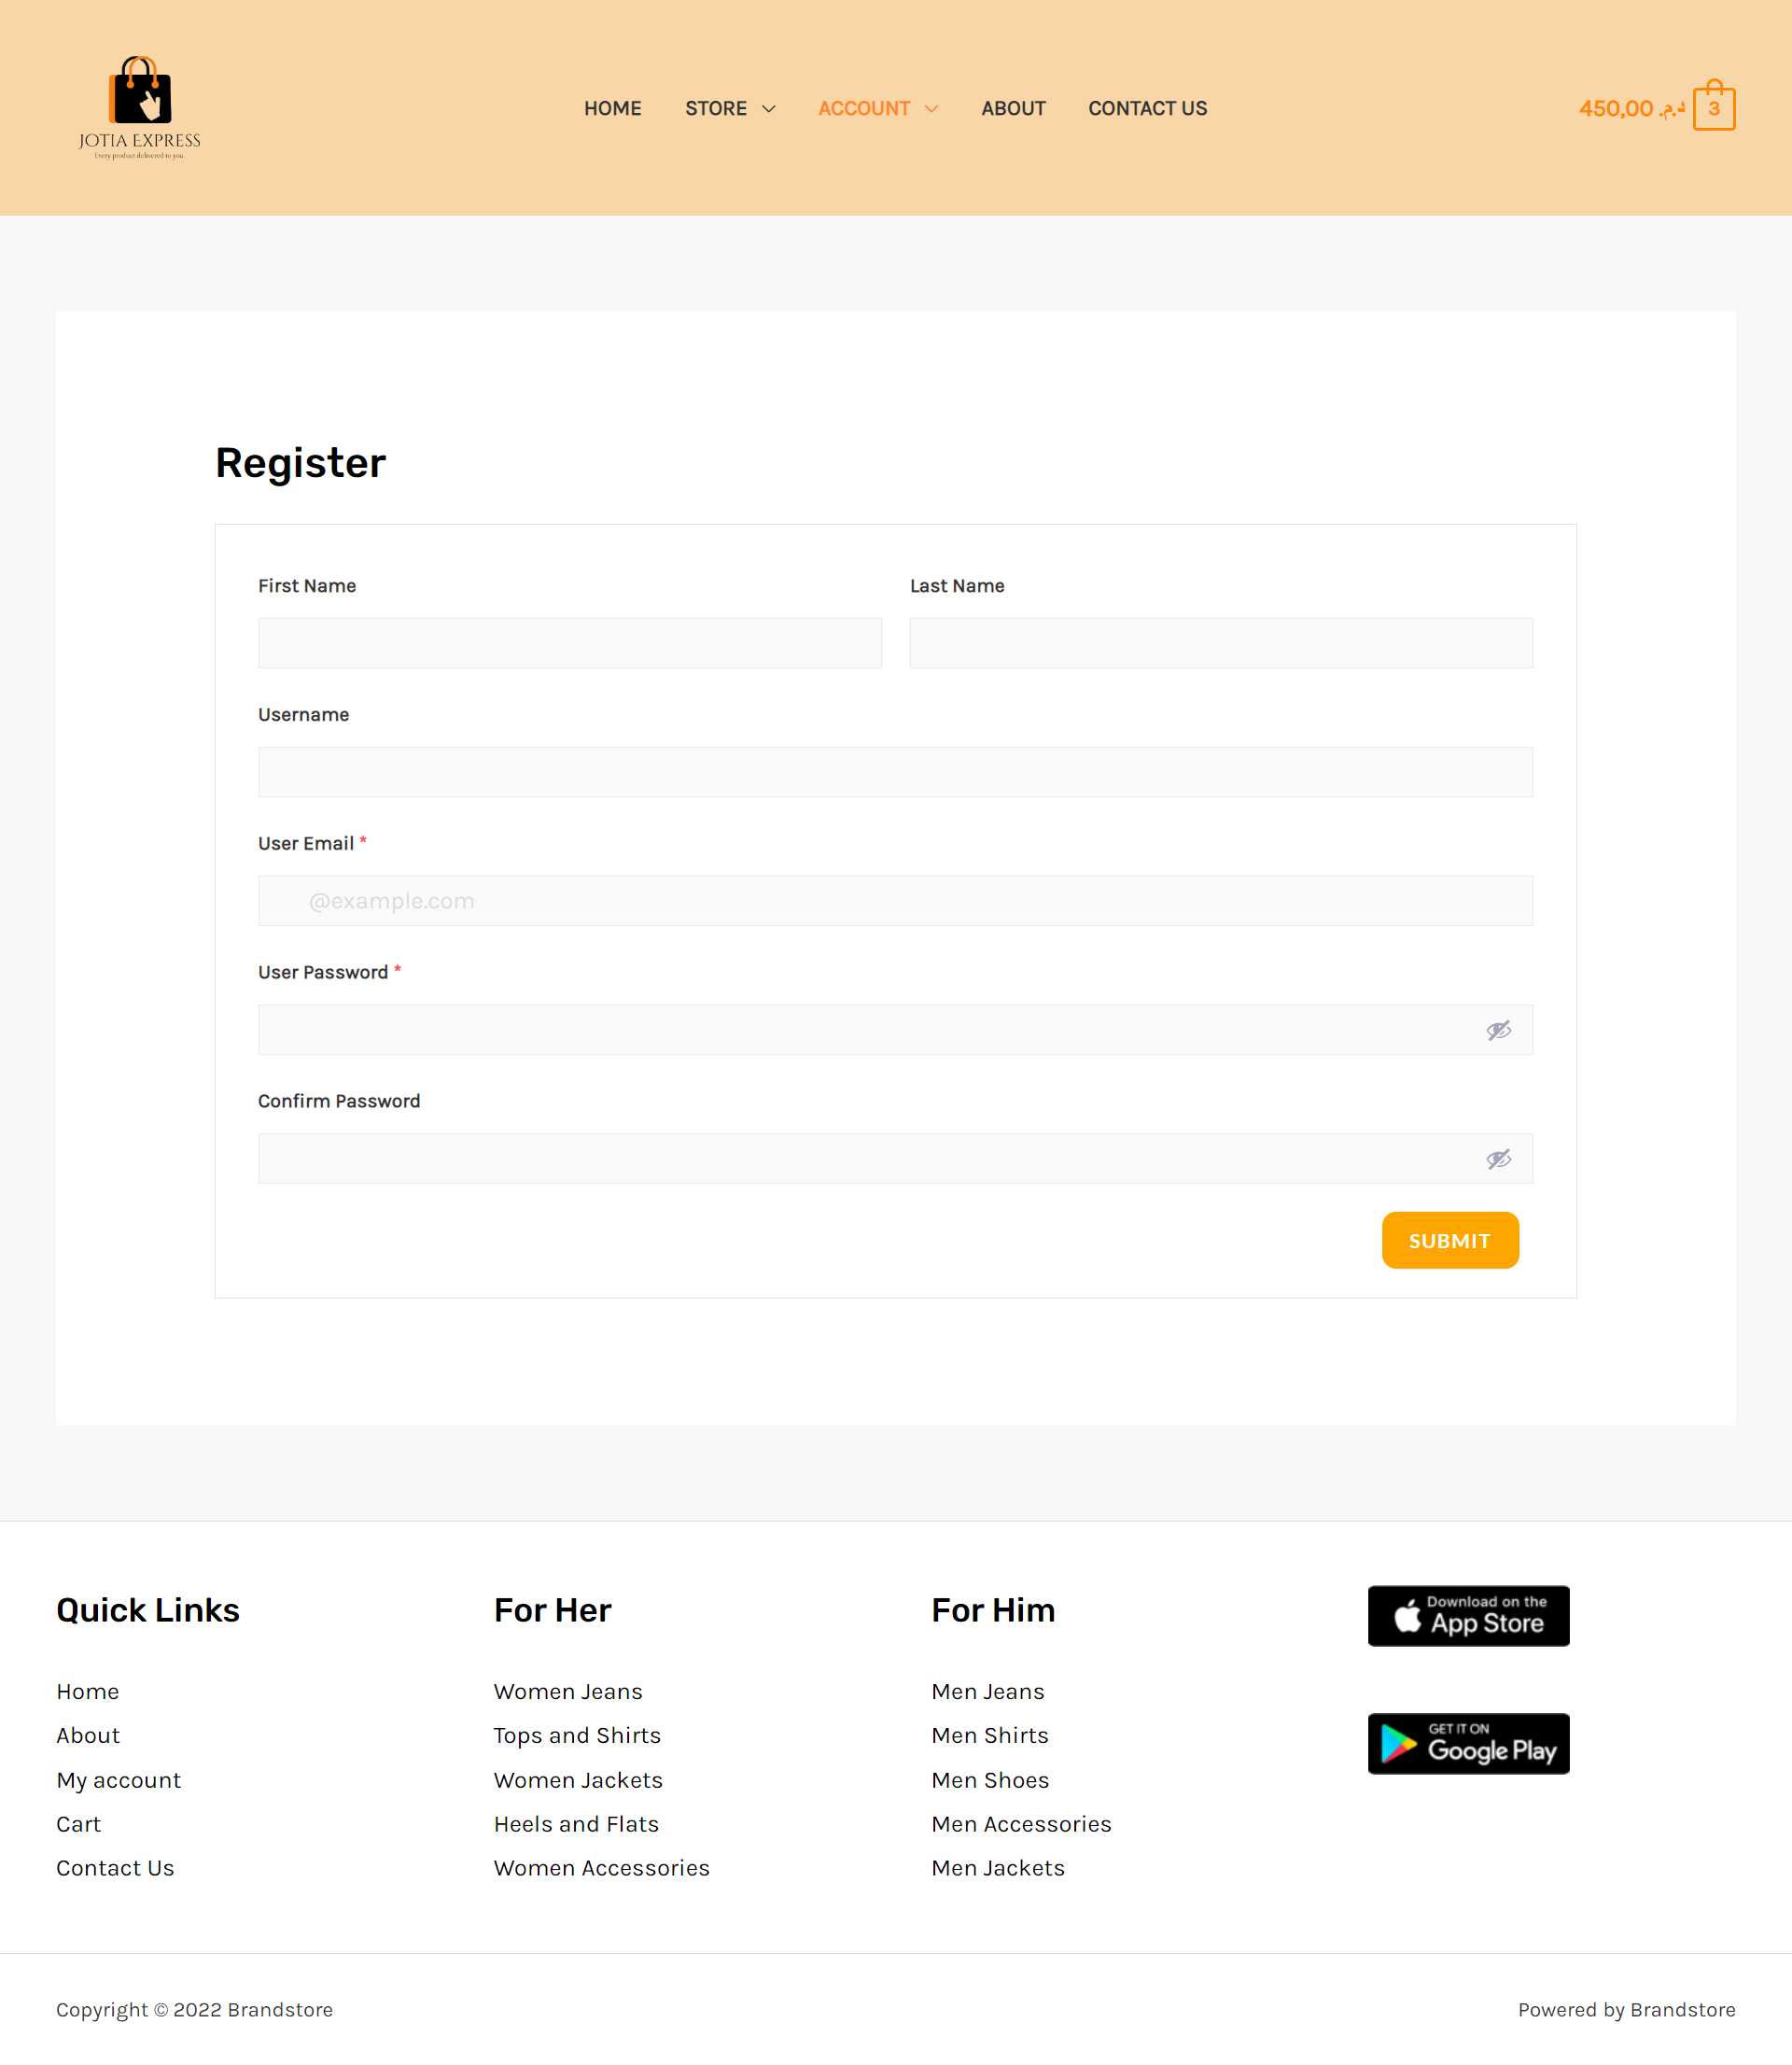 JOTIA EXPRESS
Every product delivered to you.
HOME
STORE
ACCOUNT
ABOUT
CONTACT US
450,00 د.م.
3
Register
First Name
Last Name
Username
User Email *
@example.com
User Password *
Confirm Password
SUBMIT
Quick Links
Home
About
My account
Cart
Contact Us
For Her
Women Jeans
Tops and Shirts
Women Jackets
Heels and Flats
Women Accessories
For Him
Men Jeans
Men Shirts
Men Shoes
Men Accessories
Men Jackets
Download on the
App Store
GET IT ON
Google Play
Copyright © 2022 Brandstore
Powered by Brandstore